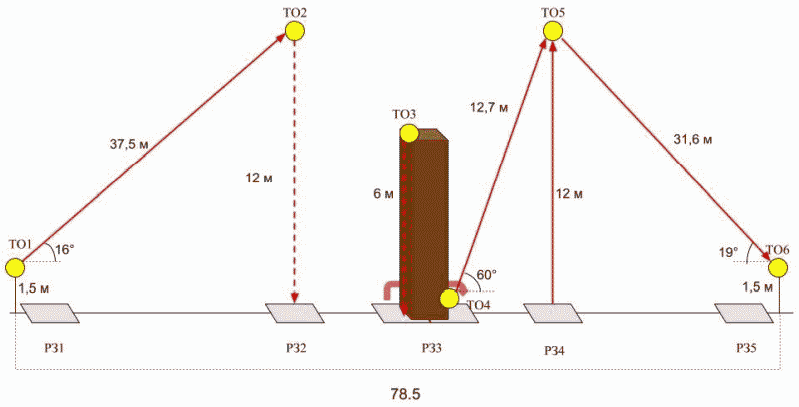 ТО2
ТО5
ТО3
12,7 м
37,5 м
31,6 м
12 м
6 м
12 м
ТО1
16°
19°
ТО6
60°
1,5 м
ТО4
1,5 м
РЗ1
РЗ2
РЗЗ
РЗ4
РЗ5
78.5